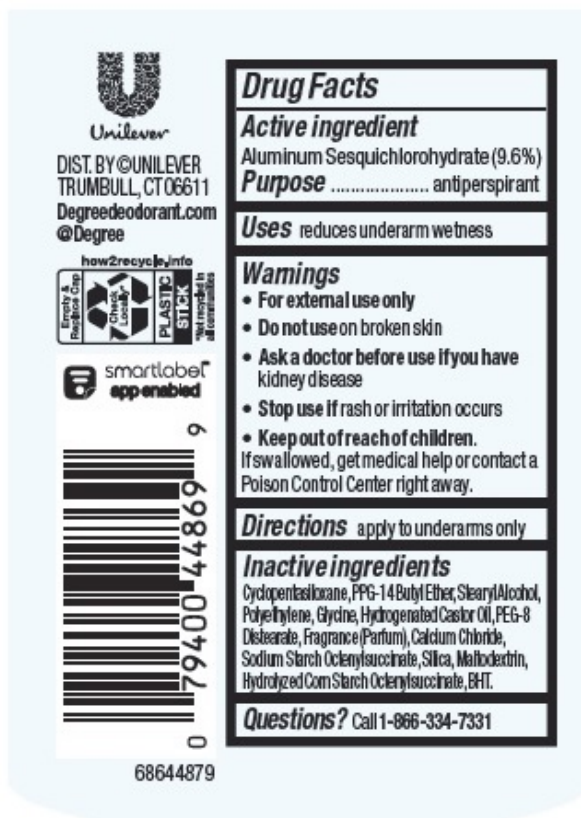 Unilever
DIST. BY ©UNILEVER
TRUMBULL, CT 06611
Degreedeodorant.com
@Degree
how2recycle.info
Empty &
Replace Cap
Check
Locally*
PLASTIC
STICK
*Not recycled in
all communities
smartlabel™
app enabled
0 79400 44869 9
68644879
Drug Facts
Active ingredient
Aluminum Sesquichlorohydrate (9.6%)
Purpose .................... antiperspirant
Uses reduces underarm wetness
Warnings
• For external use only
• Do not use on broken skin
• Ask a doctor before use if you have
kidney disease
• Stop use if rash or irritation occurs
• Keep out of reach of children.
If swallowed, get medical help or contact a
Poison Control Center right away.
Directions apply to underarms only
Inactive ingredients
Cyclopentasiloxane, PPG-14 Butyl Ether, Stearyl Alcohol,
Polyethylene, Glycine, Hydrogenated Castor Oil, PEG-8
Distearate, Fragrance (Parfum), Calcium Chloride,
Sodium Starch Octenylsuccinate, Silica, Maltodextrin,
Hydrolyzed Corn Starch Octenylsuccinate, BHT.
Questions? Call 1-866-334-7331